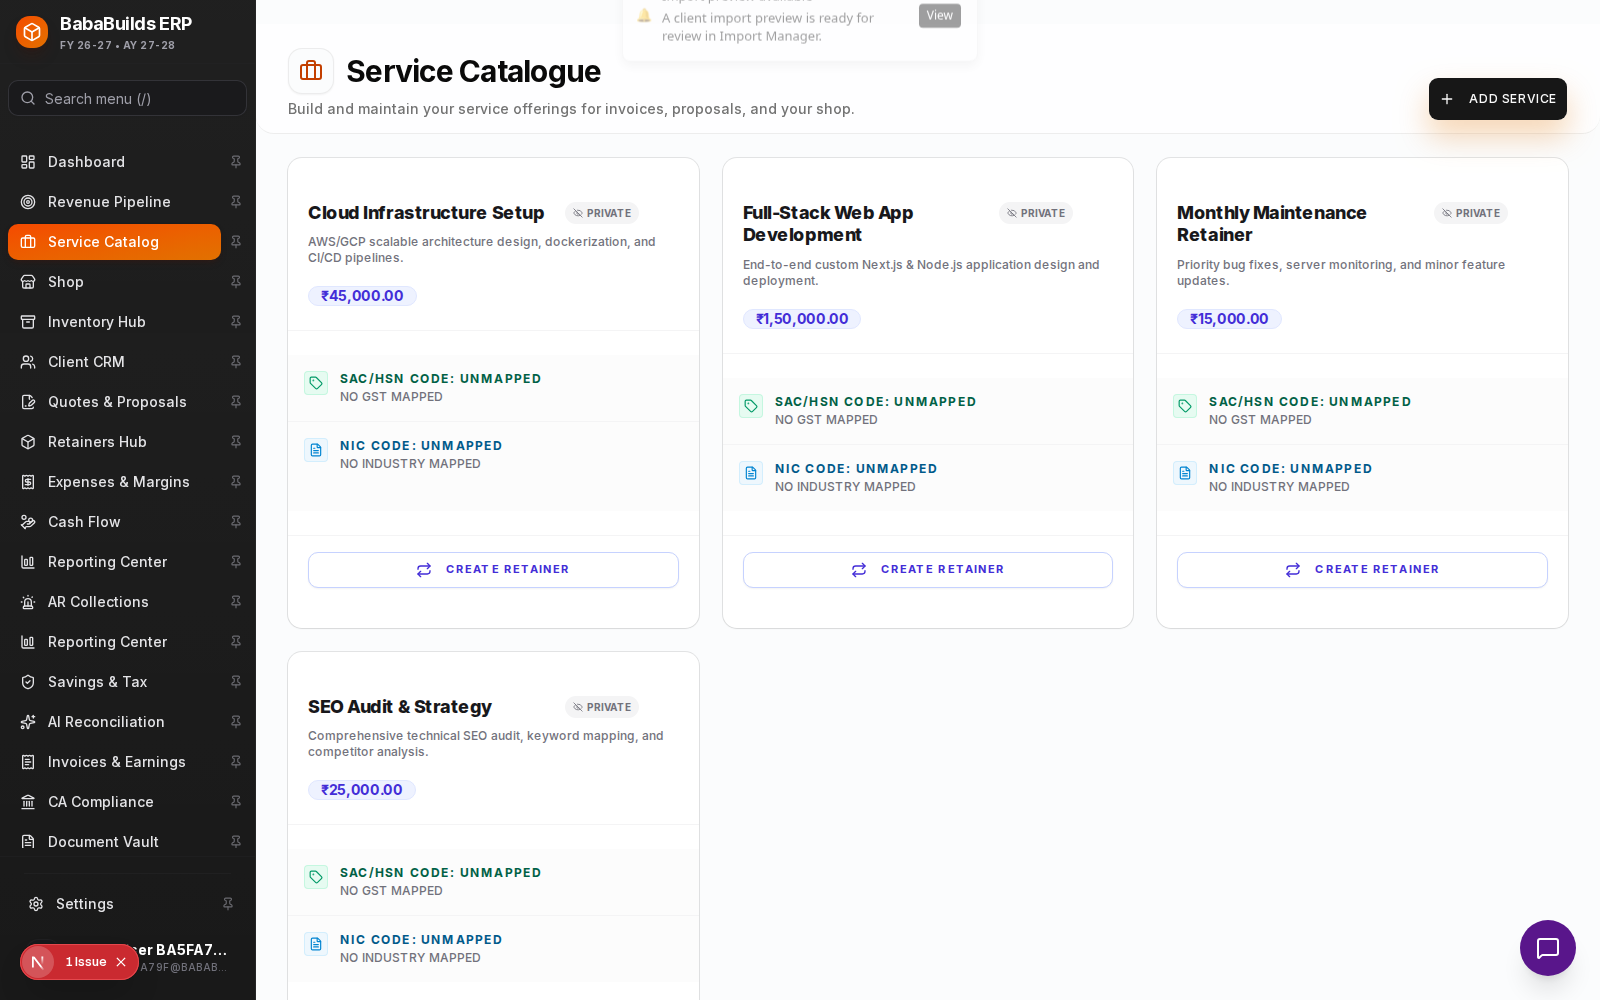 BabaBuilds ERP
FY 26-27 • AY 27-28
Search menu (/)
Dashboard
Revenue Pipeline
Service Catalog
Shop
Inventory Hub
Client CRM
Quotes & Proposals
Retainers Hub
Expenses & Margins
Cash Flow
Reporting Center
AR Collections
Reporting Center
Savings & Tax
AI Reconciliation
Invoices & Earnings
CA Compliance
Document Vault
Settings
ser BA5FA7...
A79F@BABAB...
1 Issue
A client import preview is ready for
review in Import Manager.
View
Service Catalogue
Build and maintain your service offerings for invoices, proposals, and your shop.
ADD SERVICE
Cloud Infrastructure Setup
PRIVATE
AWS/GCP scalable architecture design, dockerization, and
CI/CD pipelines.
₹45,000.00
SAC/HSN CODE: UNMAPPED
NO GST MAPPED
NIC CODE: UNMAPPED
NO INDUSTRY MAPPED
CREATE RETAINER
Full-Stack Web App
Development
PRIVATE
End-to-end custom Next.js & Node.js application design and
deployment.
₹1,50,000.00
SAC/HSN CODE: UNMAPPED
NO GST MAPPED
NIC CODE: UNMAPPED
NO INDUSTRY MAPPED
CREATE RETAINER
Monthly Maintenance
Retainer
PRIVATE
Priority bug fixes, server monitoring, and minor feature
updates.
₹15,000.00
SAC/HSN CODE: UNMAPPED
NO GST MAPPED
NIC CODE: UNMAPPED
NO INDUSTRY MAPPED
CREATE RETAINER
SEO Audit & Strategy
PRIVATE
Comprehensive technical SEO audit, keyword mapping, and
competitor analysis.
₹25,000.00
SAC/HSN CODE: UNMAPPED
NO GST MAPPED
NIC CODE: UNMAPPED
NO INDUSTRY MAPPED